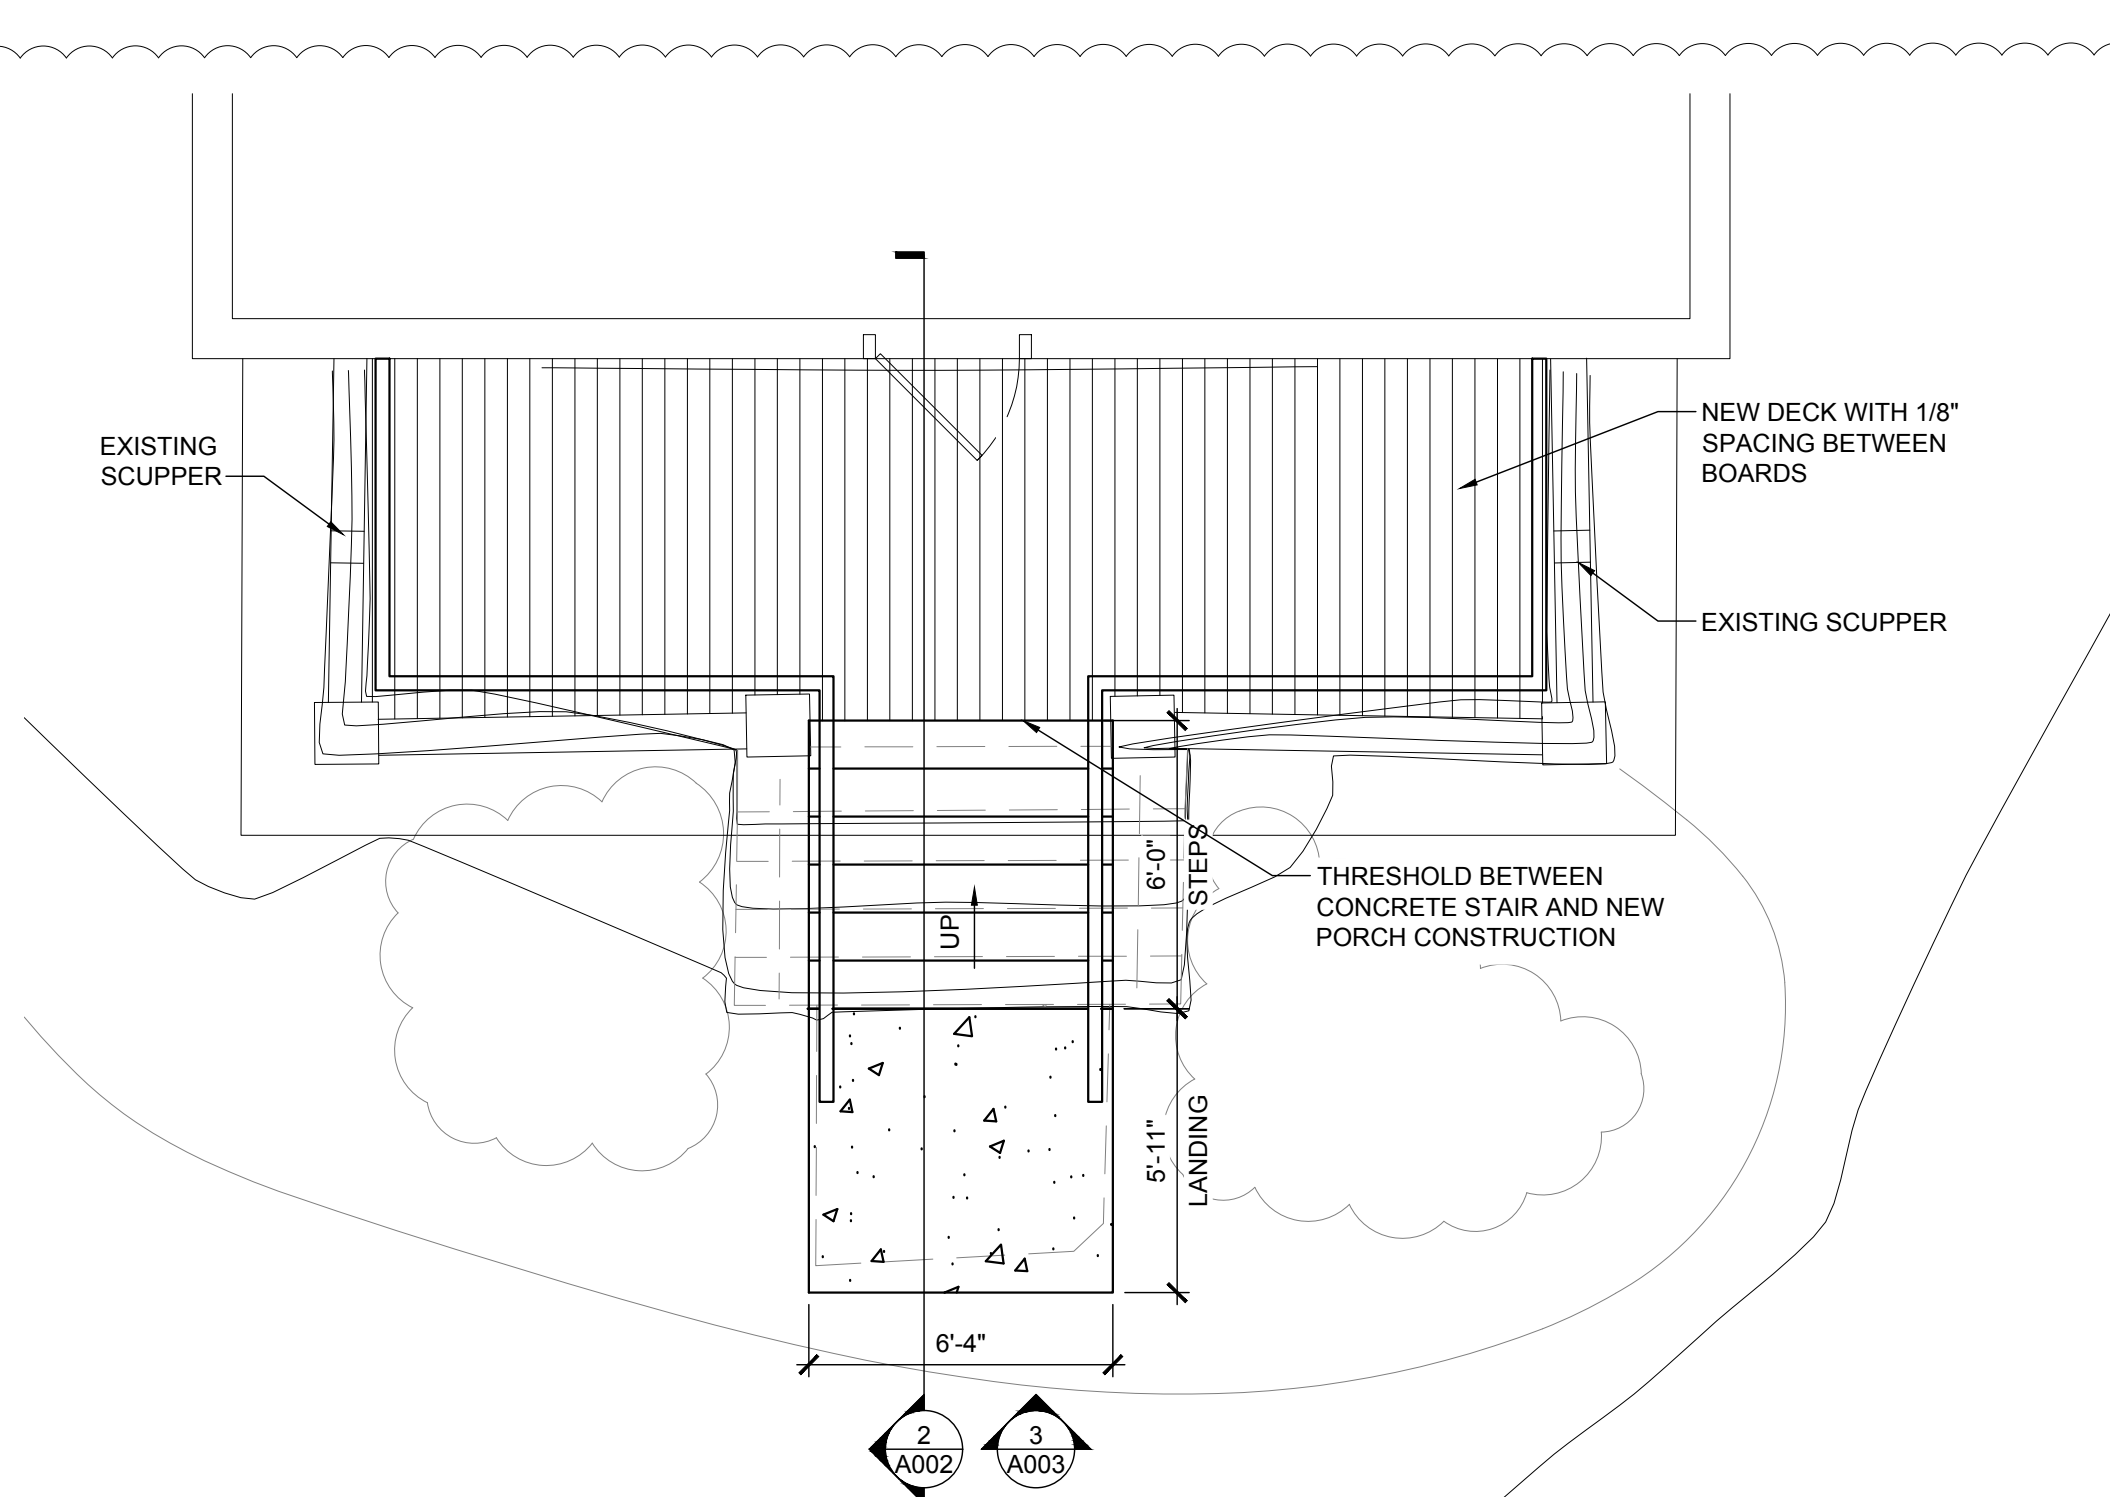 NEW DECK WITH 1/8"
SPACING BETWEEN
BOARDS
EXISTING
SCUPPER
EXISTING SCUPPER
6'-0"
STEPS
THRESHOLD BETWEEN
CONCRETE STAIR AND NEW
PORCH CONSTRUCTION
UP
5'-11"
LANDING
6'-4"
2
A002
3
A003